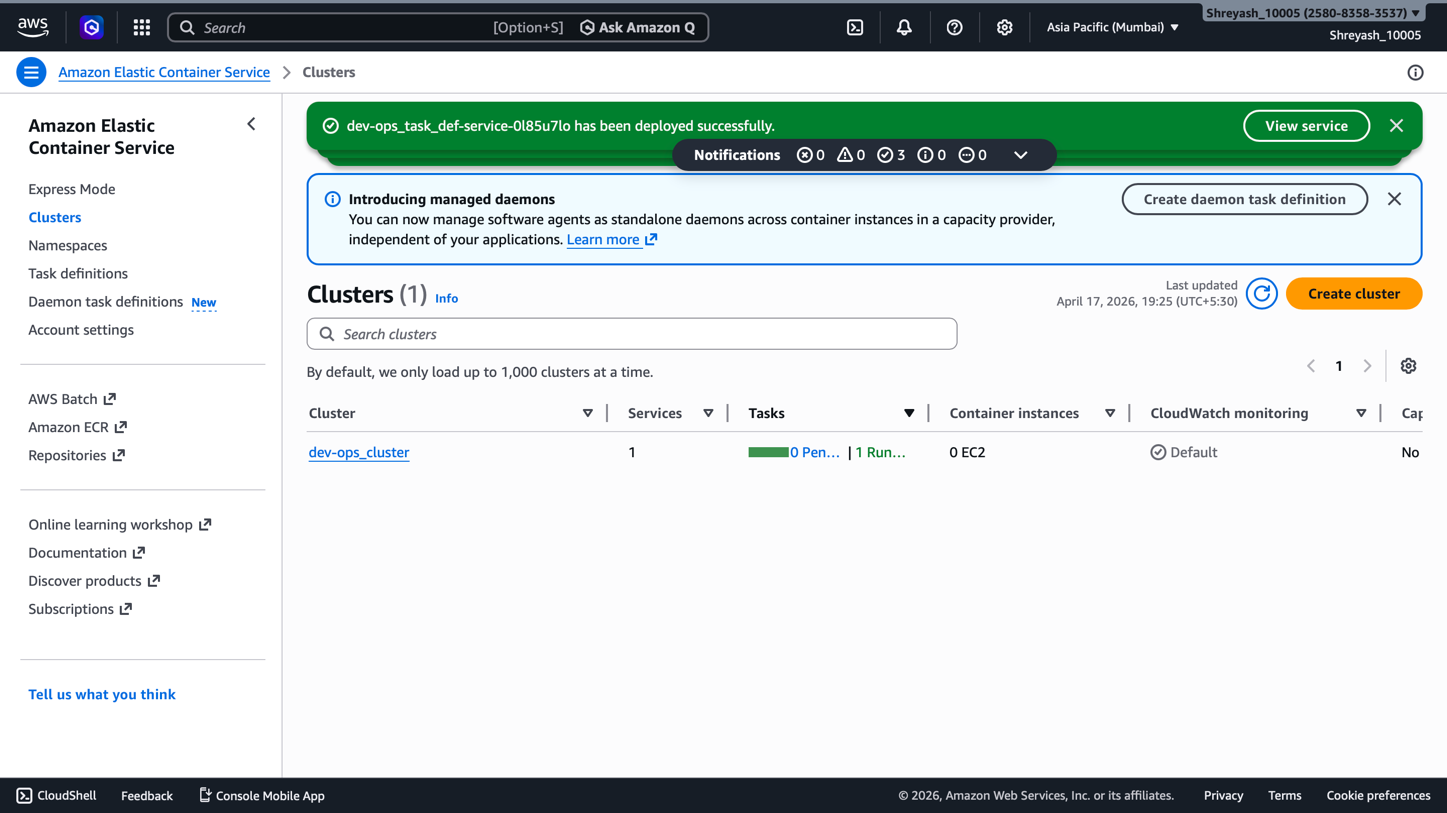 aws
Search [Option+S] Ask Amazon Q
Asia Pacific (Mumbai) ▼
Shreyash_10005 (2580-8358-3537) ▼
Shreyash_10005
Amazon Elastic Container Service > Clusters
Amazon Elastic
Container Service
Express Mode
Clusters
Namespaces
Task definitions
Daemon task definitions New
Account settings
AWS Batch
Amazon ECR
Repositories
Online learning workshop
Documentation
Discover products
Subscriptions
Tell us what you think
dev-ops_task_def-service-0l85u7lo has been deployed successfully.
View service
Notifications 0 0 3 0 0
Introducing managed daemons
You can now manage software agents as standalone daemons across container instances in a capacity provider,
independent of your applications. Learn more
Create daemon task definition
Clusters (1) Info
Last updated
April 17, 2026, 19:25 (UTC+5:30)
Create cluster
Search clusters
By default, we only load up to 1,000 clusters at a time.
1
Cluster Services Tasks Container instances CloudWatch monitoring Cap
dev-ops_cluster 1 0 Pen... | 1 Run... 0 EC2 Default No
CloudShell Feedback Console Mobile App
© 2026, Amazon Web Services, Inc. or its affiliates. Privacy Terms Cookie preferences